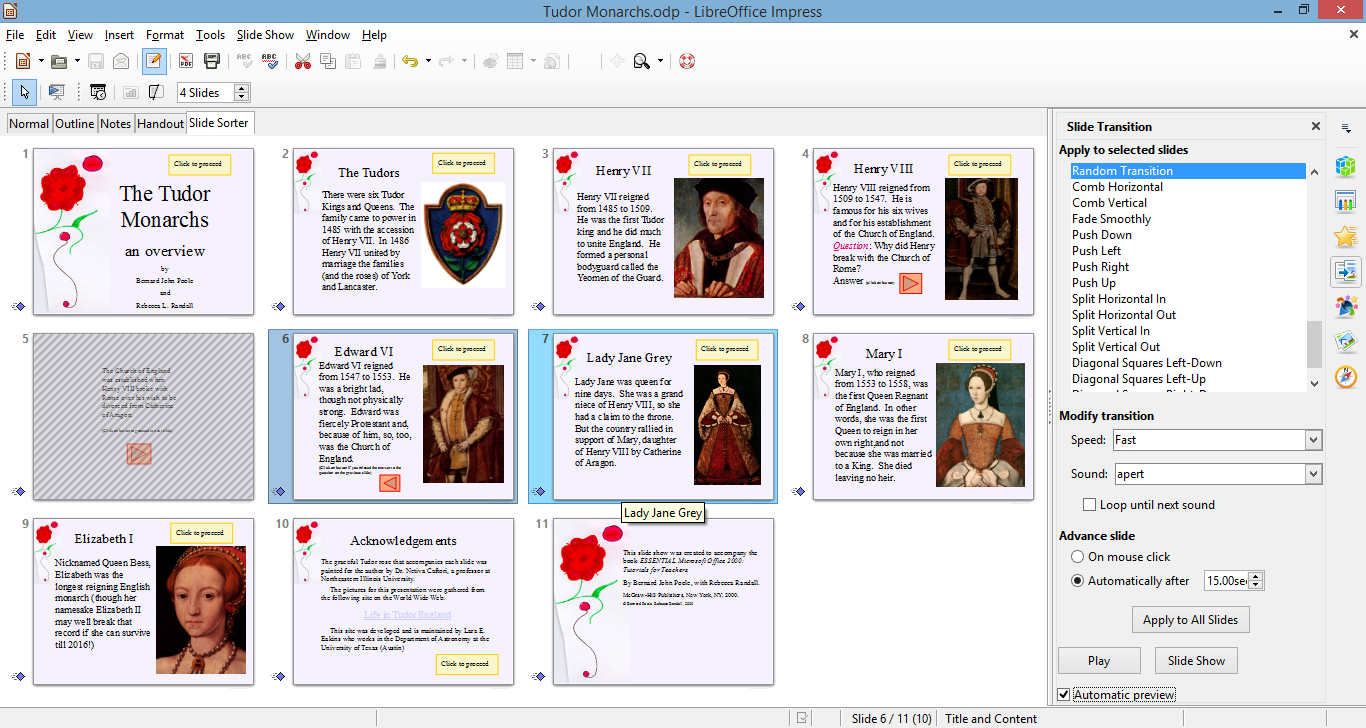 Tudor Monarchs.odp - LibreOffice Impress
File Edit View Insert Format Tools Slide Show Window Help
4 Slides
Normal Outline Notes Handout Slide Sorter
1
Click to proceed
The Tudor
Monarchs
an overview
by
Bernard John Poole
and
Rebecca L. Randall
2
Click to proceed
The Tudors
There were six Tudor
Kings and Queens. The
family came to power in
1485 with the accession
of Henry VII. In 1486
Henry VII united by
marriage the families
(and the roses) of York
and Lancaster.
3
Click to proceed
Henry VII
Henry VII reigned
from 1485 to 1509.
He was the first Tudor
king and he did much
to unite England. He
formed a personal
bodyguard called the
Yeomen of the Guard.
4
Click to proceed
Henry VIII
Henry VIII reigned from
1509 to 1547. He is
famous for his six wives
and for his establishment
of the Church of England.
Question: Why did Henry
break with the Church of
Rome?
Answer (Click on button)
5
The Church of England
was established when
Henry VIII broke with
Rome over his wish to be
divorced from Catherine
of Aragon.
6
Click to proceed
Edward VI
Edward VI reigned
from 1547 to 1553. He
was a bright lad,
though not physically
strong. Edward was
fiercely Protestant and,
because of him, so, too,
was the Church of
England.
7
Click to proceed
Lady Jane Grey
Lady Jane was queen for
nine days. She was a grand
niece of Henry VIII, so she
had a claim to the throne.
But the country rallied in
support of Mary, daughter
of Henry VIII by Catherine
of Aragon.
Lady Jane Grey
8
Click to proceed
Mary I
Mary I, who reigned
from 1553 to 1558, was
the first Queen Regnant
of England. In other
words, she was the first
Queen to reign in her
own right,and not
because she was married
to a King. She died
leaving no heir.
9
Click to proceed
Elizabeth I
Nicknamed Queen Bess,
Elizabeth was the
longest reigning English
monarch (though her
namesake Elizabeth II
may well break that
record if she can survive
till 2016!)
10
Acknowledgements
The graceful Tudor rose that accompanies each slide was
painted for the author by Dr. Netiva Caftori, a professor at
Northeastern Illinois University.
The pictures for this presentation were gathered from
the following site on the World Wide Web:
Life in Tudor England
This site was developed and is maintained by Lara E.
Eakins who works in the Department of Astronomy at the
University of Texas (Austin)
Click to proceed
11
This slide show was created to accompany the
book ESSENTIAL Microsoft Office 2000:
Tutorials for Teachers
By Bernard John Poole, with Rebecca Randall.
McGraw-Hill Publishers, New York, NY, 2000.
© Bernard Poole, Rebecca Randall, 2000
Slide Transition
Apply to selected slides
Random Transition
Comb Horizontal
Comb Vertical
Fade Smoothly
Push Down
Push Left
Push Right
Push Up
Split Horizontal In
Split Horizontal Out
Split Vertical In
Split Vertical Out
Diagonal Squares Left-Down
Diagonal Squares Left-Up
Modify transition
Speed: Fast
Sound: apert
Loop until next sound
Advance slide
On mouse click
Automatically after 15.00sec
Apply to All Slides
Play Slide Show
Automatic preview
Slide 6 / 11 (10) Title and Content